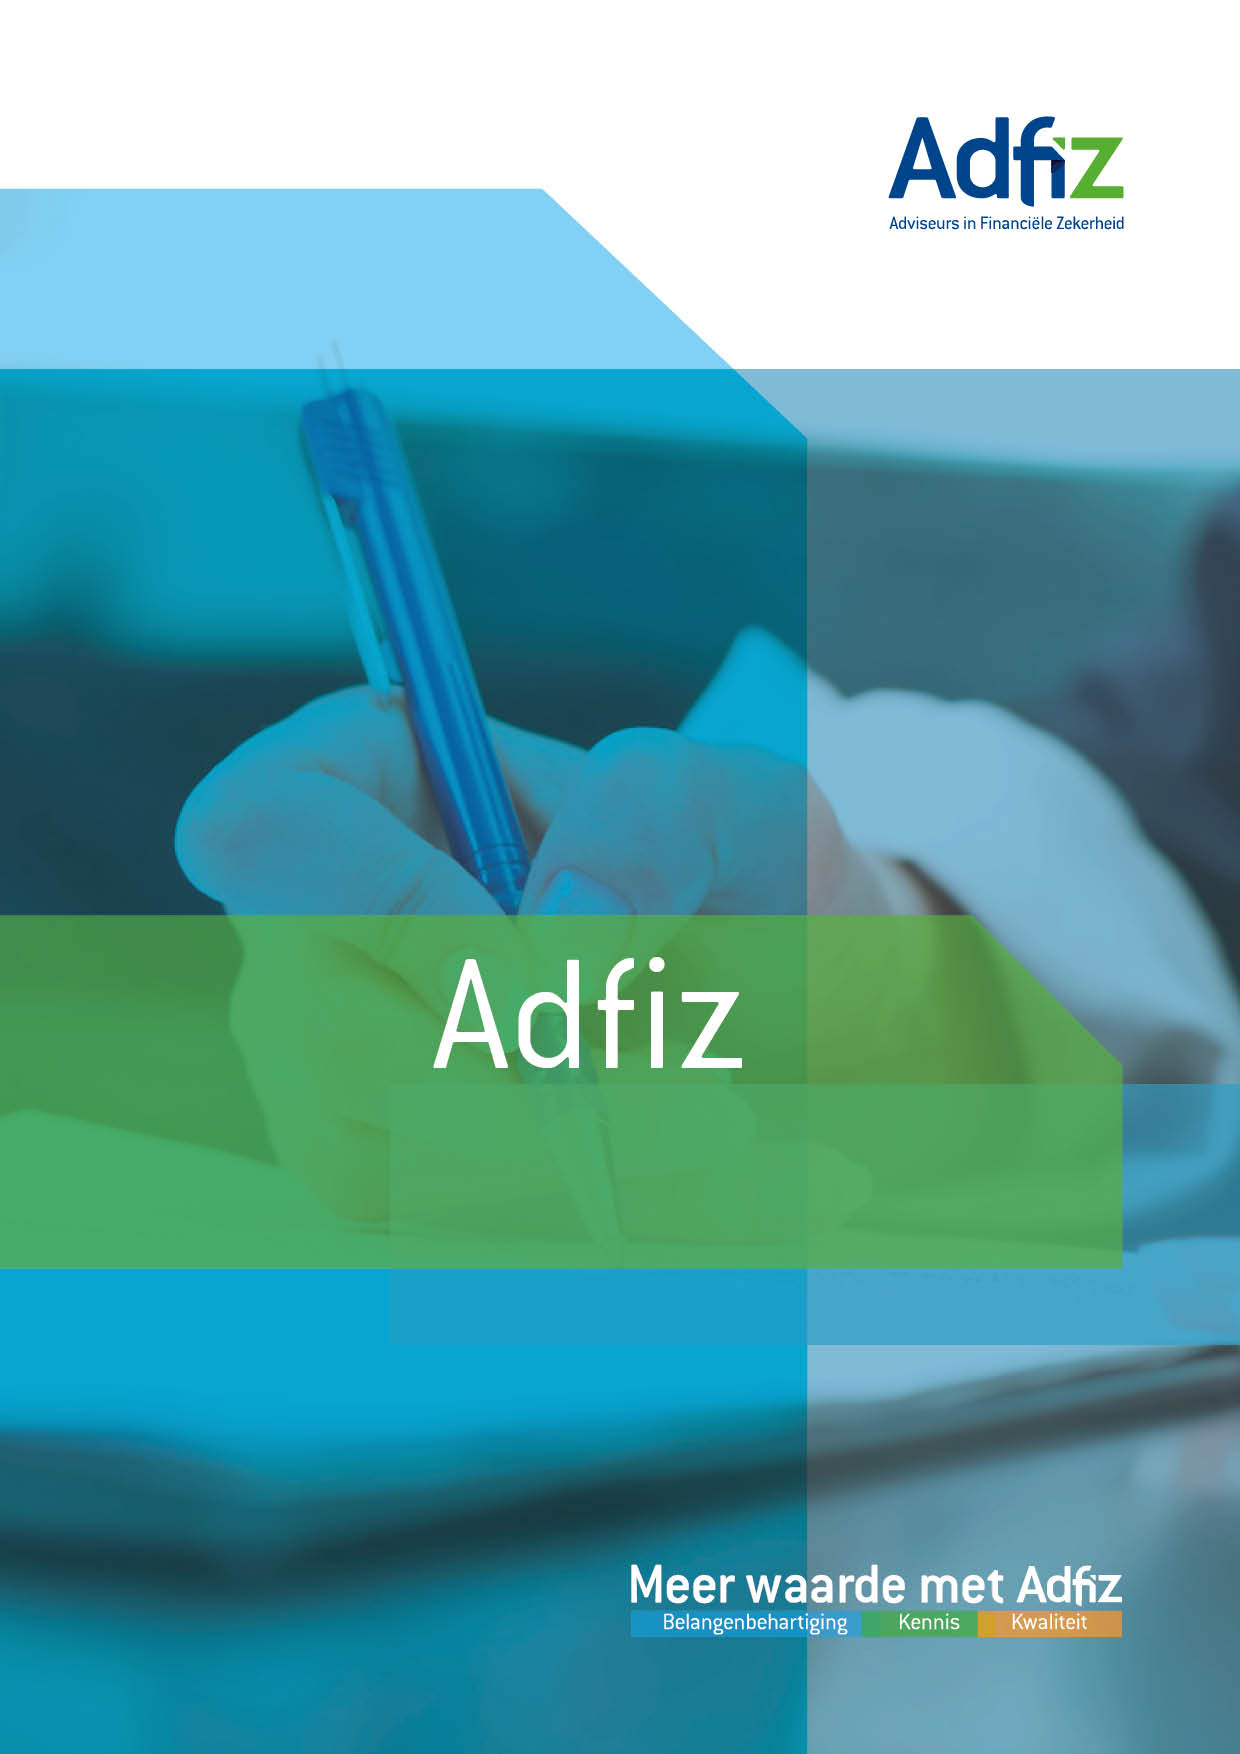 Adfiz
Adviseurs in Financiële Zekerheid
Adfiz
Meer waarde met Adfiz
Belangenbehartiging Kennis Kwaliteit